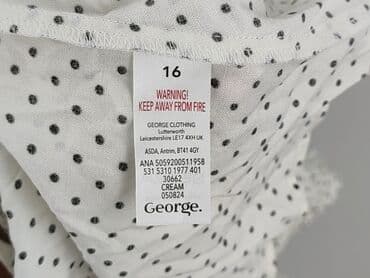 16
WARNING!
KEEP AWAY FROM FIRE
GEORGE CLOTHING
Lutterworth
Leicestershire LE17 4XH UK.
ASDA, Antrim, BT41 4GY
ANA 5059200511958
531 5310 1977 401
30662
CREAM
050824
George.